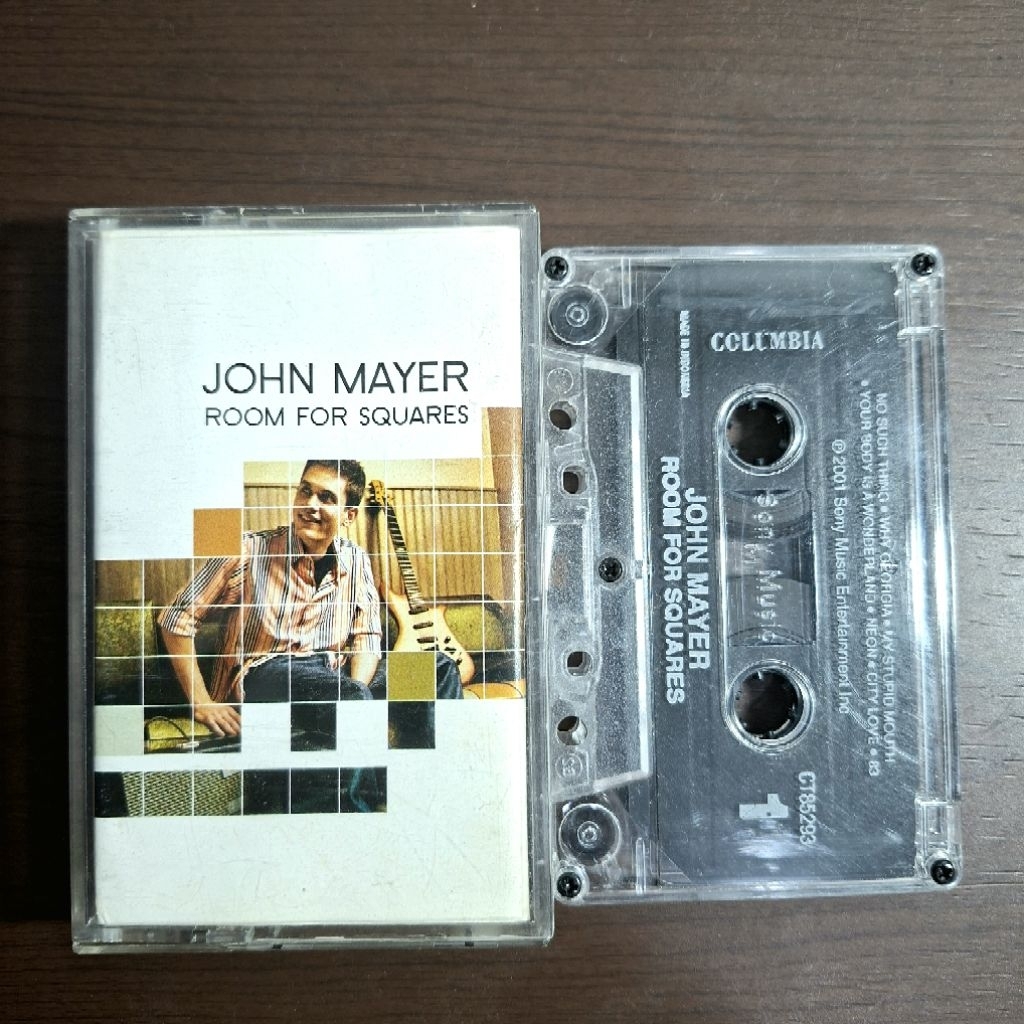 JOHN MAYER
ROOM FOR SQUARES
COLUMBIA
MADE IN INDONESIA
JOHN MAYER
ROOM FOR SQUARES
Sony Music
℗ 2001 Sony Music Entertainment Inc.
NO SUCH THING • WHY GEORGIA • MY STUPID MOUTH
• YOUR BODY IS A WONDERLAND • NEON • CITY LOVE • 83
1
CT85293